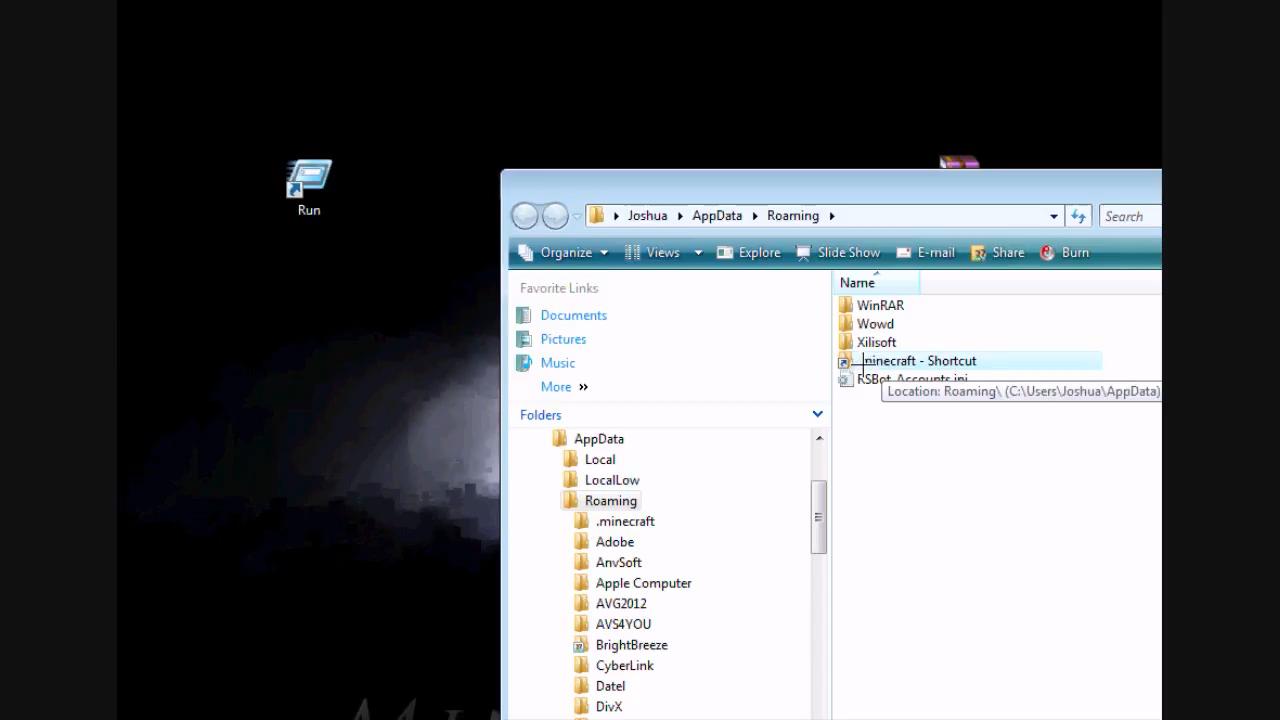 Run
Joshua AppData Roaming
Search
Organize Views Explore Slide Show E-mail Share Burn
Favorite Links
Documents
Pictures
Music
More »
Folders
AppData
Local
LocalLow
Roaming
.minecraft
Adobe
AnvSoft
Apple Computer
AVG2012
AVS4YOU
BrightBreeze
CyberLink
Datel
DivX
Name
WinRAR
Wowd
Xilisoft
.minecraft - Shortcut
RSBot_Accounts.ini
Location: Roaming\ (C:\Users\Joshua\AppData)